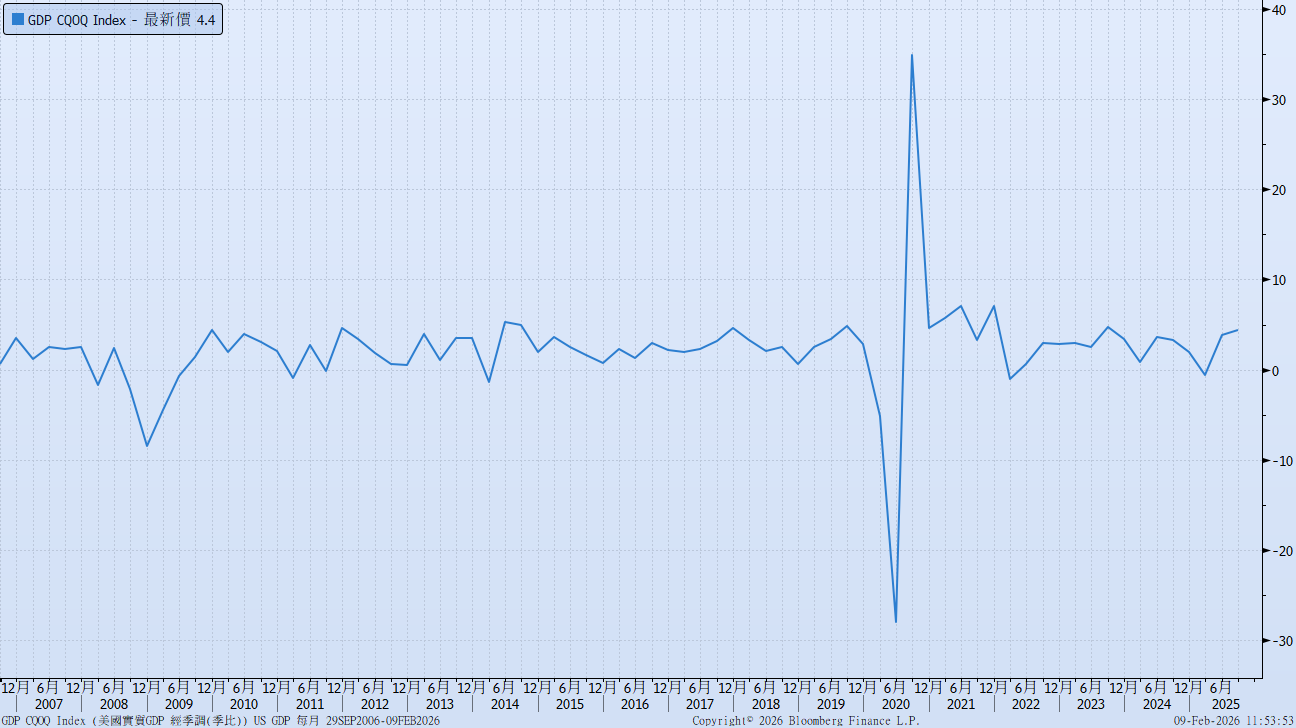 GDP CQOQ Index - 最新價 4.4
40
30
20
10
0
-10
-20
-30
12月 6月 12月 6月 12月 6月 12月 6月 12月 6月 12月 6月 12月 6月 12月 6月 12月 6月 12月 6月 12月 6月 12月 6月 12月 6月 12月 6月 12月 6月 12月 6月 12月 6月 12月 6月 12月 6月
2007 2008 2009 2010 2011 2012 2013 2014 2015 2016 2017 2018 2019 2020 2021 2022 2023 2024 2025
GDP CQOQ Index (美國實質GDP 經季調(季比)) US GDP 每月 29SEP2006-09FEB2026 Copyright© 2026 Bloomberg Finance L.P. 09-Feb-2026 11:53:53